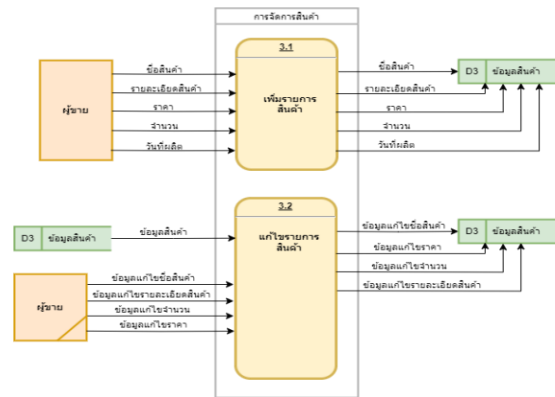 การจัดการสินค้า
3.1
เพิ่มรายการ
สินค้า
ผู้ขาย
ชื่อสินค้า
รายละเอียดสินค้า
ราคา
จำนวน
วันที่ผลิต
ชื่อสินค้า
รายละเอียดสินค้า
ราคา
จำนวน
วันที่ผลิต
D3 ข้อมูลสินค้า
3.2
แก้ไขรายการ
สินค้า
D3 ข้อมูลสินค้า
ข้อมูลสินค้า
ผู้ขาย
ข้อมูลแก้ไขชื่อสินค้า
ข้อมูลแก้ไขรายละเอียดสินค้า
ข้อมูลแก้ไขจำนวน
ข้อมูลแก้ไขราคา
ข้อมูลแก้ไขชื่อสินค้า
ข้อมูลแก้ไขราคา
ข้อมูลแก้ไขจำนวน
ข้อมูลแก้ไขรายละเอียดสินค้า
D3 ข้อมูลสินค้า